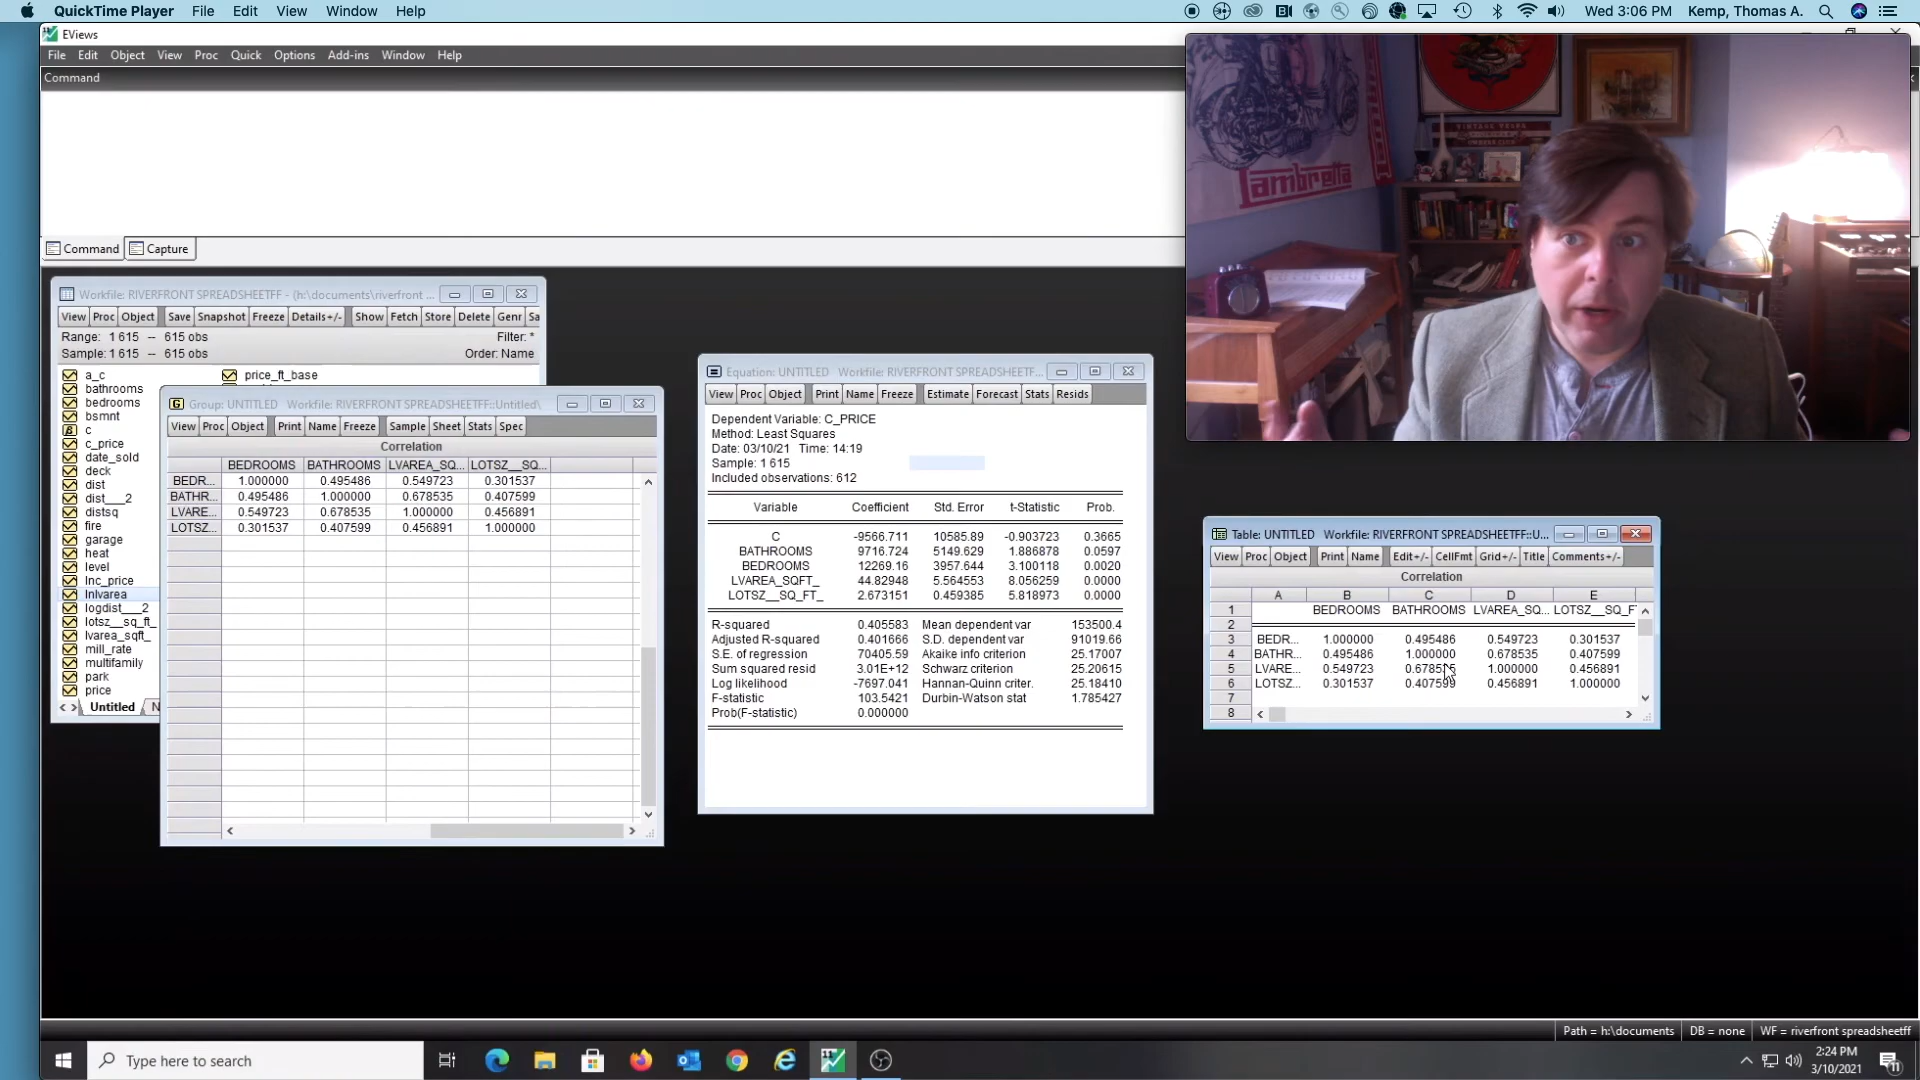 QuickTime Player File Edit View Window Help
Wed 3:06 PM Kemp, Thomas A.
EViews
File Edit Object View Proc Quick Options Add-ins Window Help
Command
Command Capture
Workfile: RIVERFRONT SPREADSHEETFF - (h:\documents\riverfront ...
View Proc Object Save Snapshot Freeze Details+/- Show Fetch Store Delete Genr Sa
Range: 1 615 -- 615 obs Filter: *
Sample: 1 615 -- 615 obs Order: Name
a_c
bathrooms
bedrooms
bsmnt
c
c_price
date_sold
deck
dist
dist___2
distsq
fire
garage
heat
level
lnc_price
lnlvarea
logdist___2
lotsz__sq_ft_
lvarea_sqft_
mill_rate
multifamily
park
price
price_ft_base
Untitled N
Group: UNTITLED Workfile: RIVERFRONT SPREADSHEETFF::Untitled\
View Proc Object Print Name Freeze Sample Sheet Stats Spec
Correlation
BEDROOMS BATHROOMS LVAREA_SQ... LOTSZ__SQ...
BEDR... 1.000000 0.495486 0.549723 0.301537
BATHR... 0.495486 1.000000 0.678535 0.407599
LVARE... 0.549723 0.678535 1.000000 0.456891
LOTSZ... 0.301537 0.407599 0.456891 1.000000
Equation: UNTITLED Workfile: RIVERFRONT SPREADSHEETF...
View Proc Object Print Name Freeze Estimate Forecast Stats Resids
Dependent Variable: C_PRICE
Method: Least Squares
Date: 03/10/21 Time: 14:19
Sample: 1 615
Included observations: 612
Variable Coefficient Std. Error t-Statistic Prob.
C -9566.711 10585.89 -0.903723 0.3665
BATHROOMS 9716.724 5149.629 1.886878 0.0597
BEDROOMS 12269.16 3957.644 3.100118 0.0020
LVAREA_SQFT_ 44.82948 5.564553 8.056259 0.0000
LOTSZ__SQ_FT_ 2.673151 0.459385 5.818973 0.0000
R-squared 0.405583 Mean dependent var 153500.4
Adjusted R-squared 0.401666 S.D. dependent var 91019.66
S.E. of regression 70405.59 Akaike info criterion 25.17007
Sum squared resid 3.01E+12 Schwarz criterion 25.20615
Log likelihood -7697.041 Hannan-Quinn criter. 25.18410
F-statistic 103.5421 Durbin-Watson stat 1.785427
Prob(F-statistic) 0.000000
Lambretta
Table: UNTITLED Workfile: RIVERFRONT SPREADSHEETFF::U...
View Proc Object Print Name Edit+/- CellFmt Grid+/- Title Comments+/-
Correlation
A B C D E
1 BEDROOMS BATHROOMS LVAREA_SQ... LOTSZ__SQ_FT
2
3 BEDR... 1.000000 0.495486 0.549723 0.301537
4 BATHR... 0.495486 1.000000 0.678535 0.407599
5 LVARE... 0.549723 0.678535 1.000000 0.456891
6 LOTSZ... 0.301537 0.407599 0.456891 1.000000
7
8
Path = h:\documents DB = none WF = riverfront spreadsheetff
Type here to search
2:24 PM
3/10/2021
11